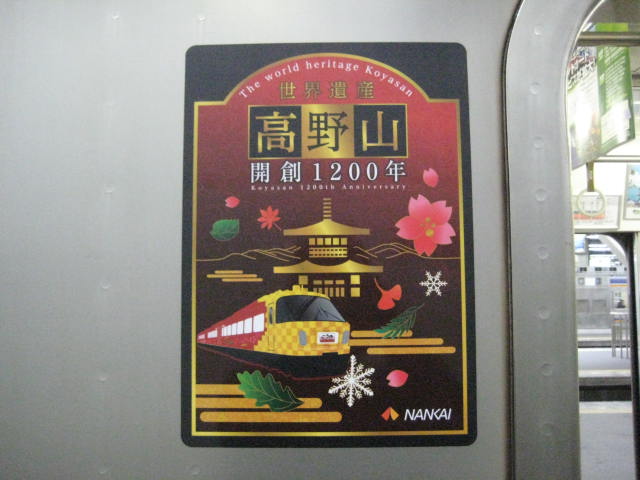 The world heritage Koyasan
世界遺産
高野山
開創1200年
Koyasan 1200th Anniversary
NANKAI